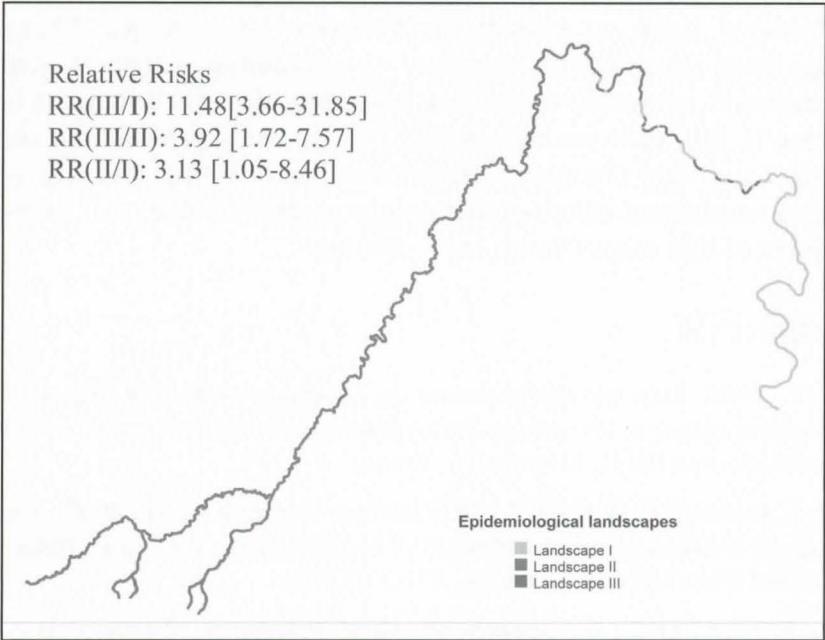 Relative Risks
RR(III/I): 11.48[3.66-31.85]
RR(III/II): 3.92 [1.72-7.57]
RR(II/I): 3.13 [1.05-8.46]
Epidemiological landscapes
Landscape I
Landscape II
Landscape III